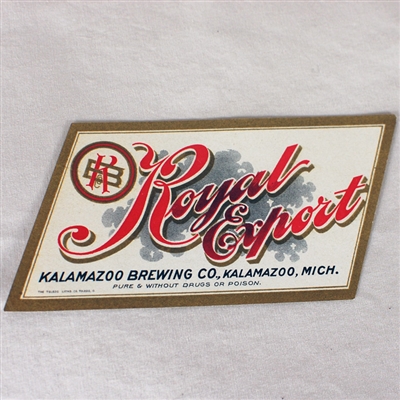 Royal
Export
KALAMAZOO BREWING CO., KALAMAZOO, MICH.
PURE & WITHOUT DRUGS OR POISON.